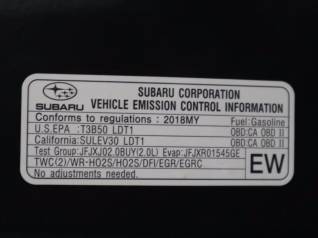 SUBARU CORPORATION
VEHICLE EMISSION CONTROL INFORMATION
SUBARU
Conforms to regulations : 2018MY Fuel:Gasoline
U.S.EPA :T3B50 LDT1 OBD:CA OBD II
California:SULEV30 LDT1 OBD:CA OBD II
Test Group:JFJXJ02.0BUY(2.0L) Evap:JFJXR01545GE
TWC(2)/WR-HO2S/HO2S/DFI/EGR/EGRC
No adjustments needed.
EW